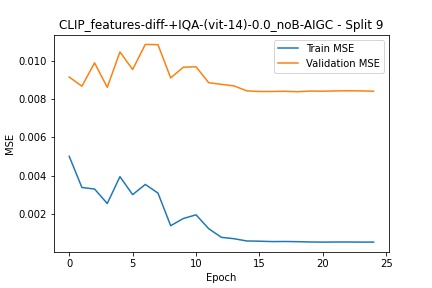 CLIP_features-diff-+IQA-(vit-14)-0.0_noB-AIGC - Split 9
Train MSE
Validation MSE
MSE
0.010
0.008
0.006
0.004
0.002
0 5 10 15 20 25
Epoch